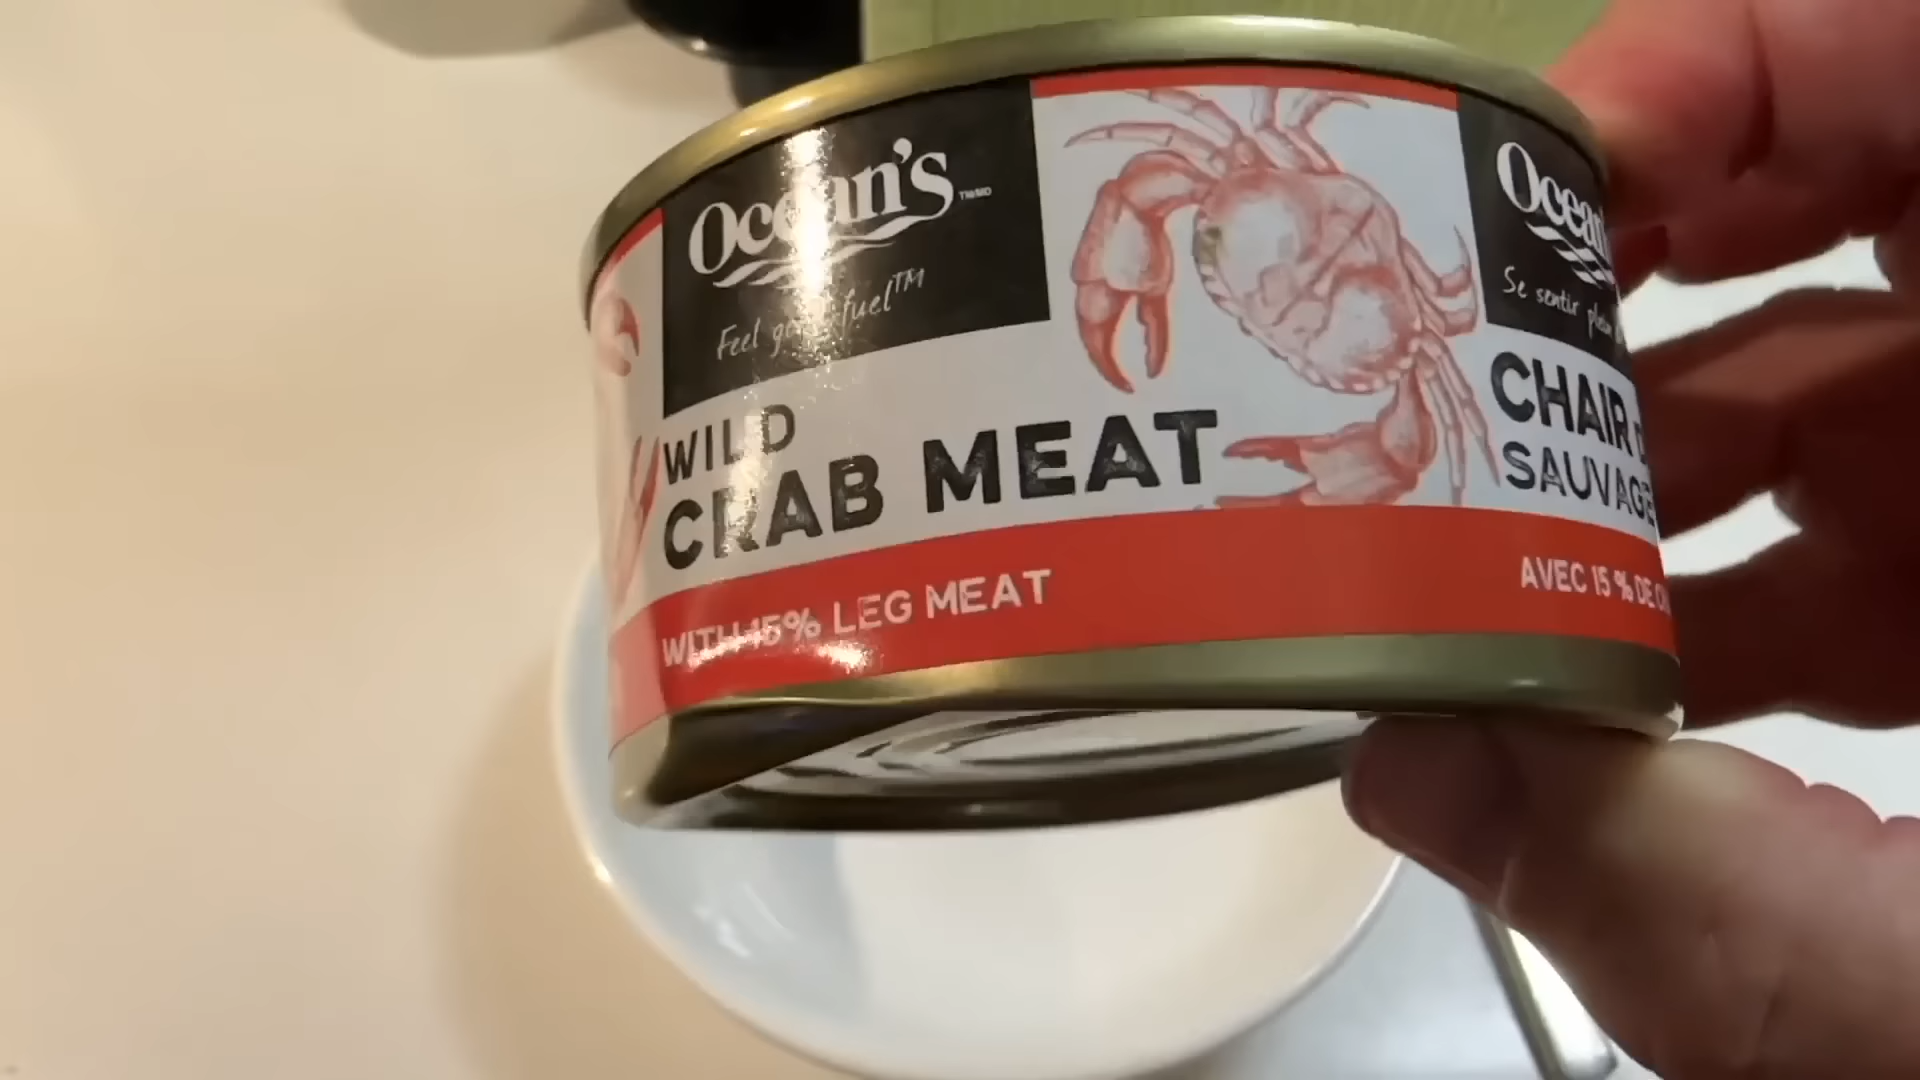 Ocean's TM/MD
Feel good fuel™
WILD
CRAB MEAT
WITH 15% LEG MEAT
Ocean
Se sentir plein
CHAIR
SAUVAGE
AVEC 15 % DE